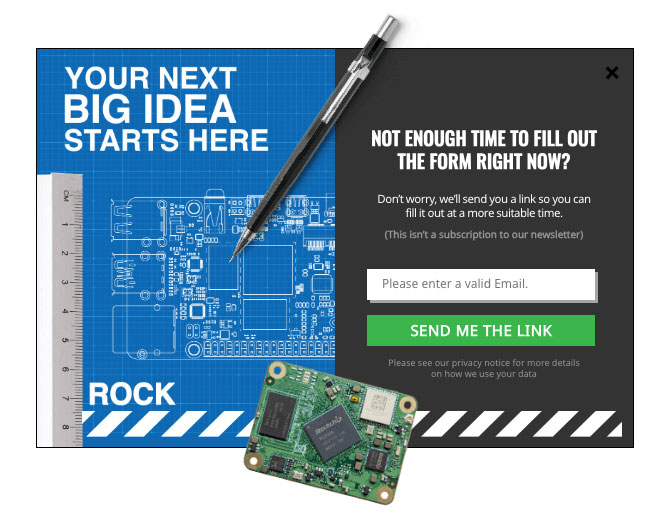 YOUR NEXT
BIG IDEA
STARTS HERE
CM
1
2
3
4
5
6
7
8
ROCK
NOT ENOUGH TIME TO FILL OUT
THE FORM RIGHT NOW?
Don't worry, we'll send you a link so you can
fill it out at a more suitable time.
(This isn't a subscription to our newsletter)
Please enter a valid Email.
SEND ME THE LINK
Please see our privacy notice for more details
on how we use your data